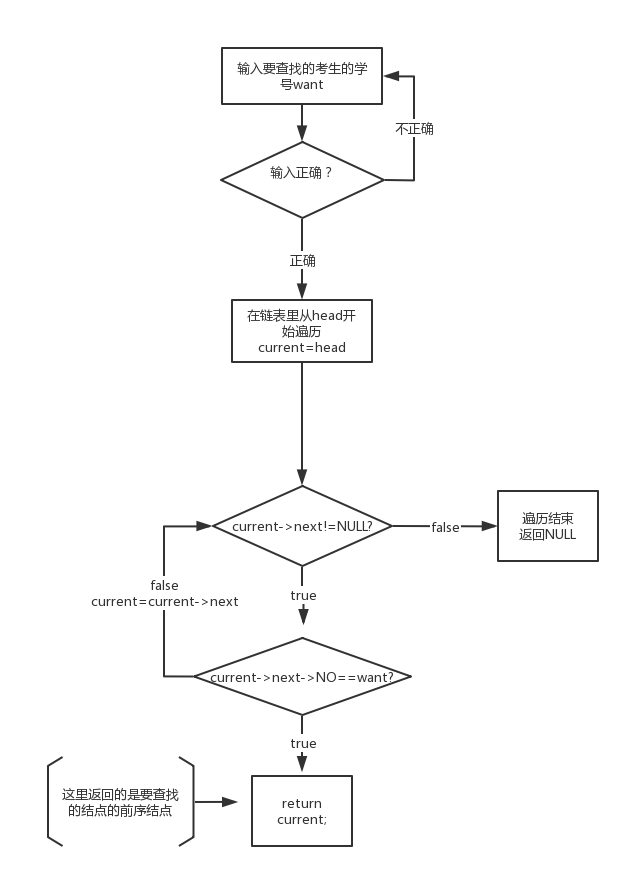 输入要查找的考生的学
号want
不正确
输入正确？
正确
在链表里从head开
始遍历
current=head
current->next!=NULL?
false
遍历结束
返回NULL
false
current=current->next
true
current->next->NO==want?
true
这里返回的是要查找
的结点的前序结点
return
current;